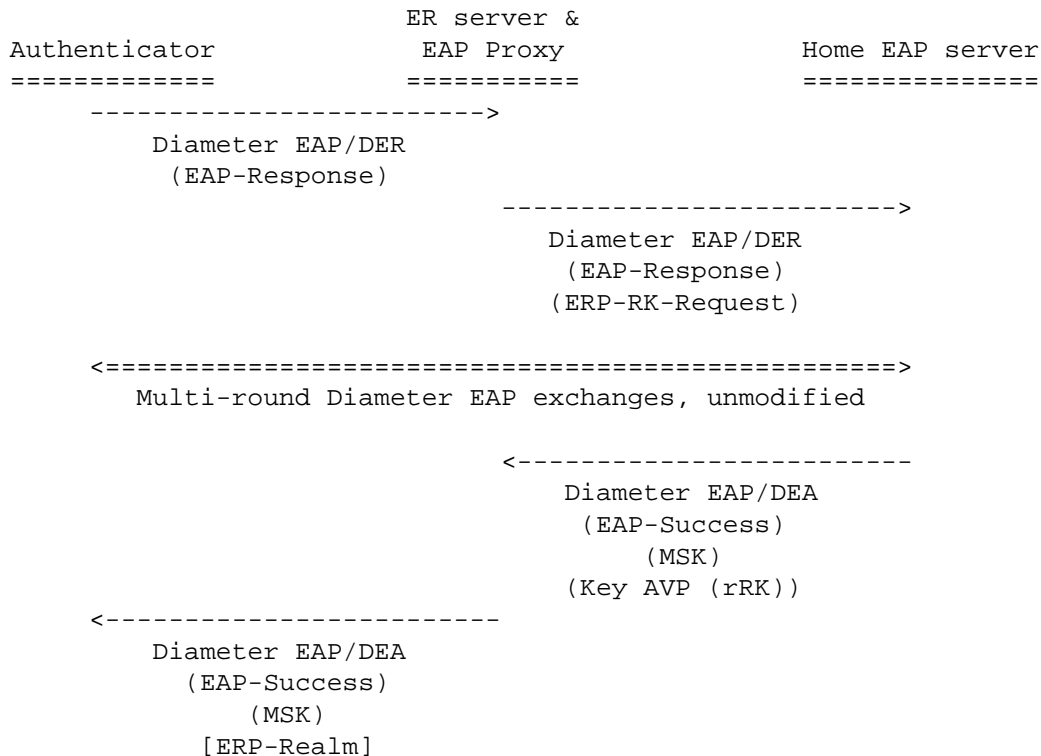 ER server &
Authenticator EAP Proxy Home EAP server
============= =========== ===============
------------------------->
Diameter EAP/DER
(EAP-Response)
------------------------->
Diameter EAP/DER
(EAP-Response)
(ERP-RK-Request)
<==================================================>
Multi-round Diameter EAP exchanges, unmodified
<-------------------------
Diameter EAP/DEA
(EAP-Success)
(MSK)
(Key AVP (rRK))
<-------------------------
Diameter EAP/DEA
(EAP-Success)
(MSK)
[ERP-Realm]